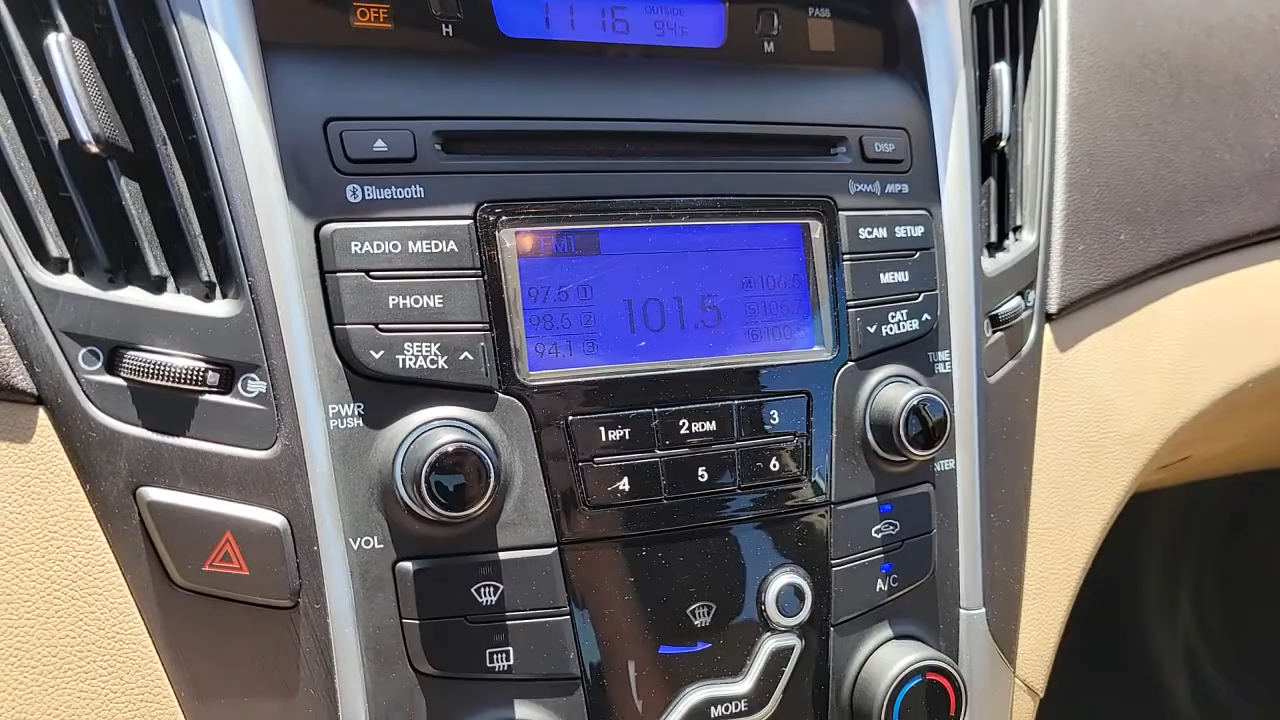 OFF
H
11:16
OUTSIDE
94°F
M
PASS
DISP
Bluetooth
XM MP3
RADIO MEDIA
PHONE
SEEK
TRACK
FM1
97.5 1
98.5 2
94.1 3
101.5
4 106.5
5 106.7
6
SCAN SETUP
MENU
CAT
FOLDER
TUNE
FILE
PWR
PUSH
1 RPT
2 RDM
3
4
5
6
VOL
A/C
MODE